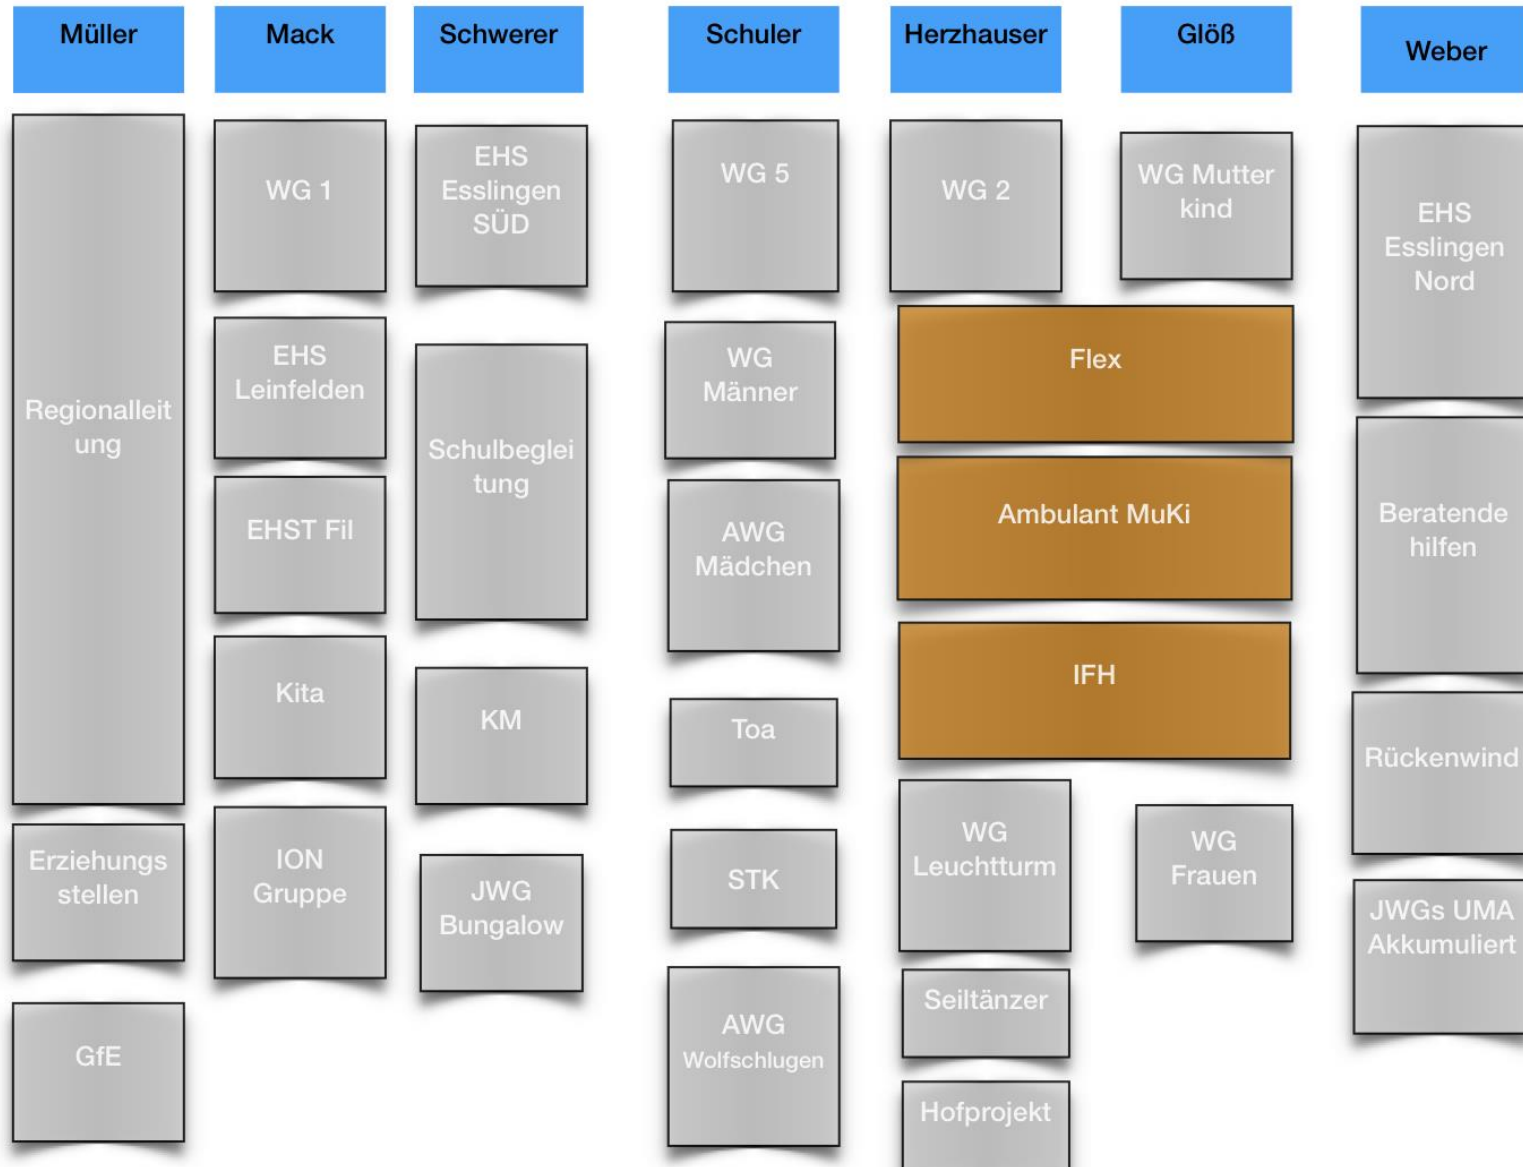 Müller
Mack
Schwerer
Schuler
Herzhauser
Glöß
Weber
Regionalleit
ung
Erziehungs
stellen
GfE
WG 1
EHS
Leinfelden
EHST Fil
Kita
ION
Gruppe
EHS
Esslingen
SÜD
Schulbeglei
tung
KM
JWG
Bungalow
WG 5
WG
Männer
AWG
Mädchen
Toa
STK
AWG
Wolfschlugen
WG 2
WG Mutter
kind
Flex
Ambulant MuKi
IFH
WG
Leuchtturm
WG
Frauen
Seiltänzer
Hofprojekt
EHS
Esslingen
Nord
Beratende
hilfen
Rückenwind
JWGs UMA
Akkumuliert